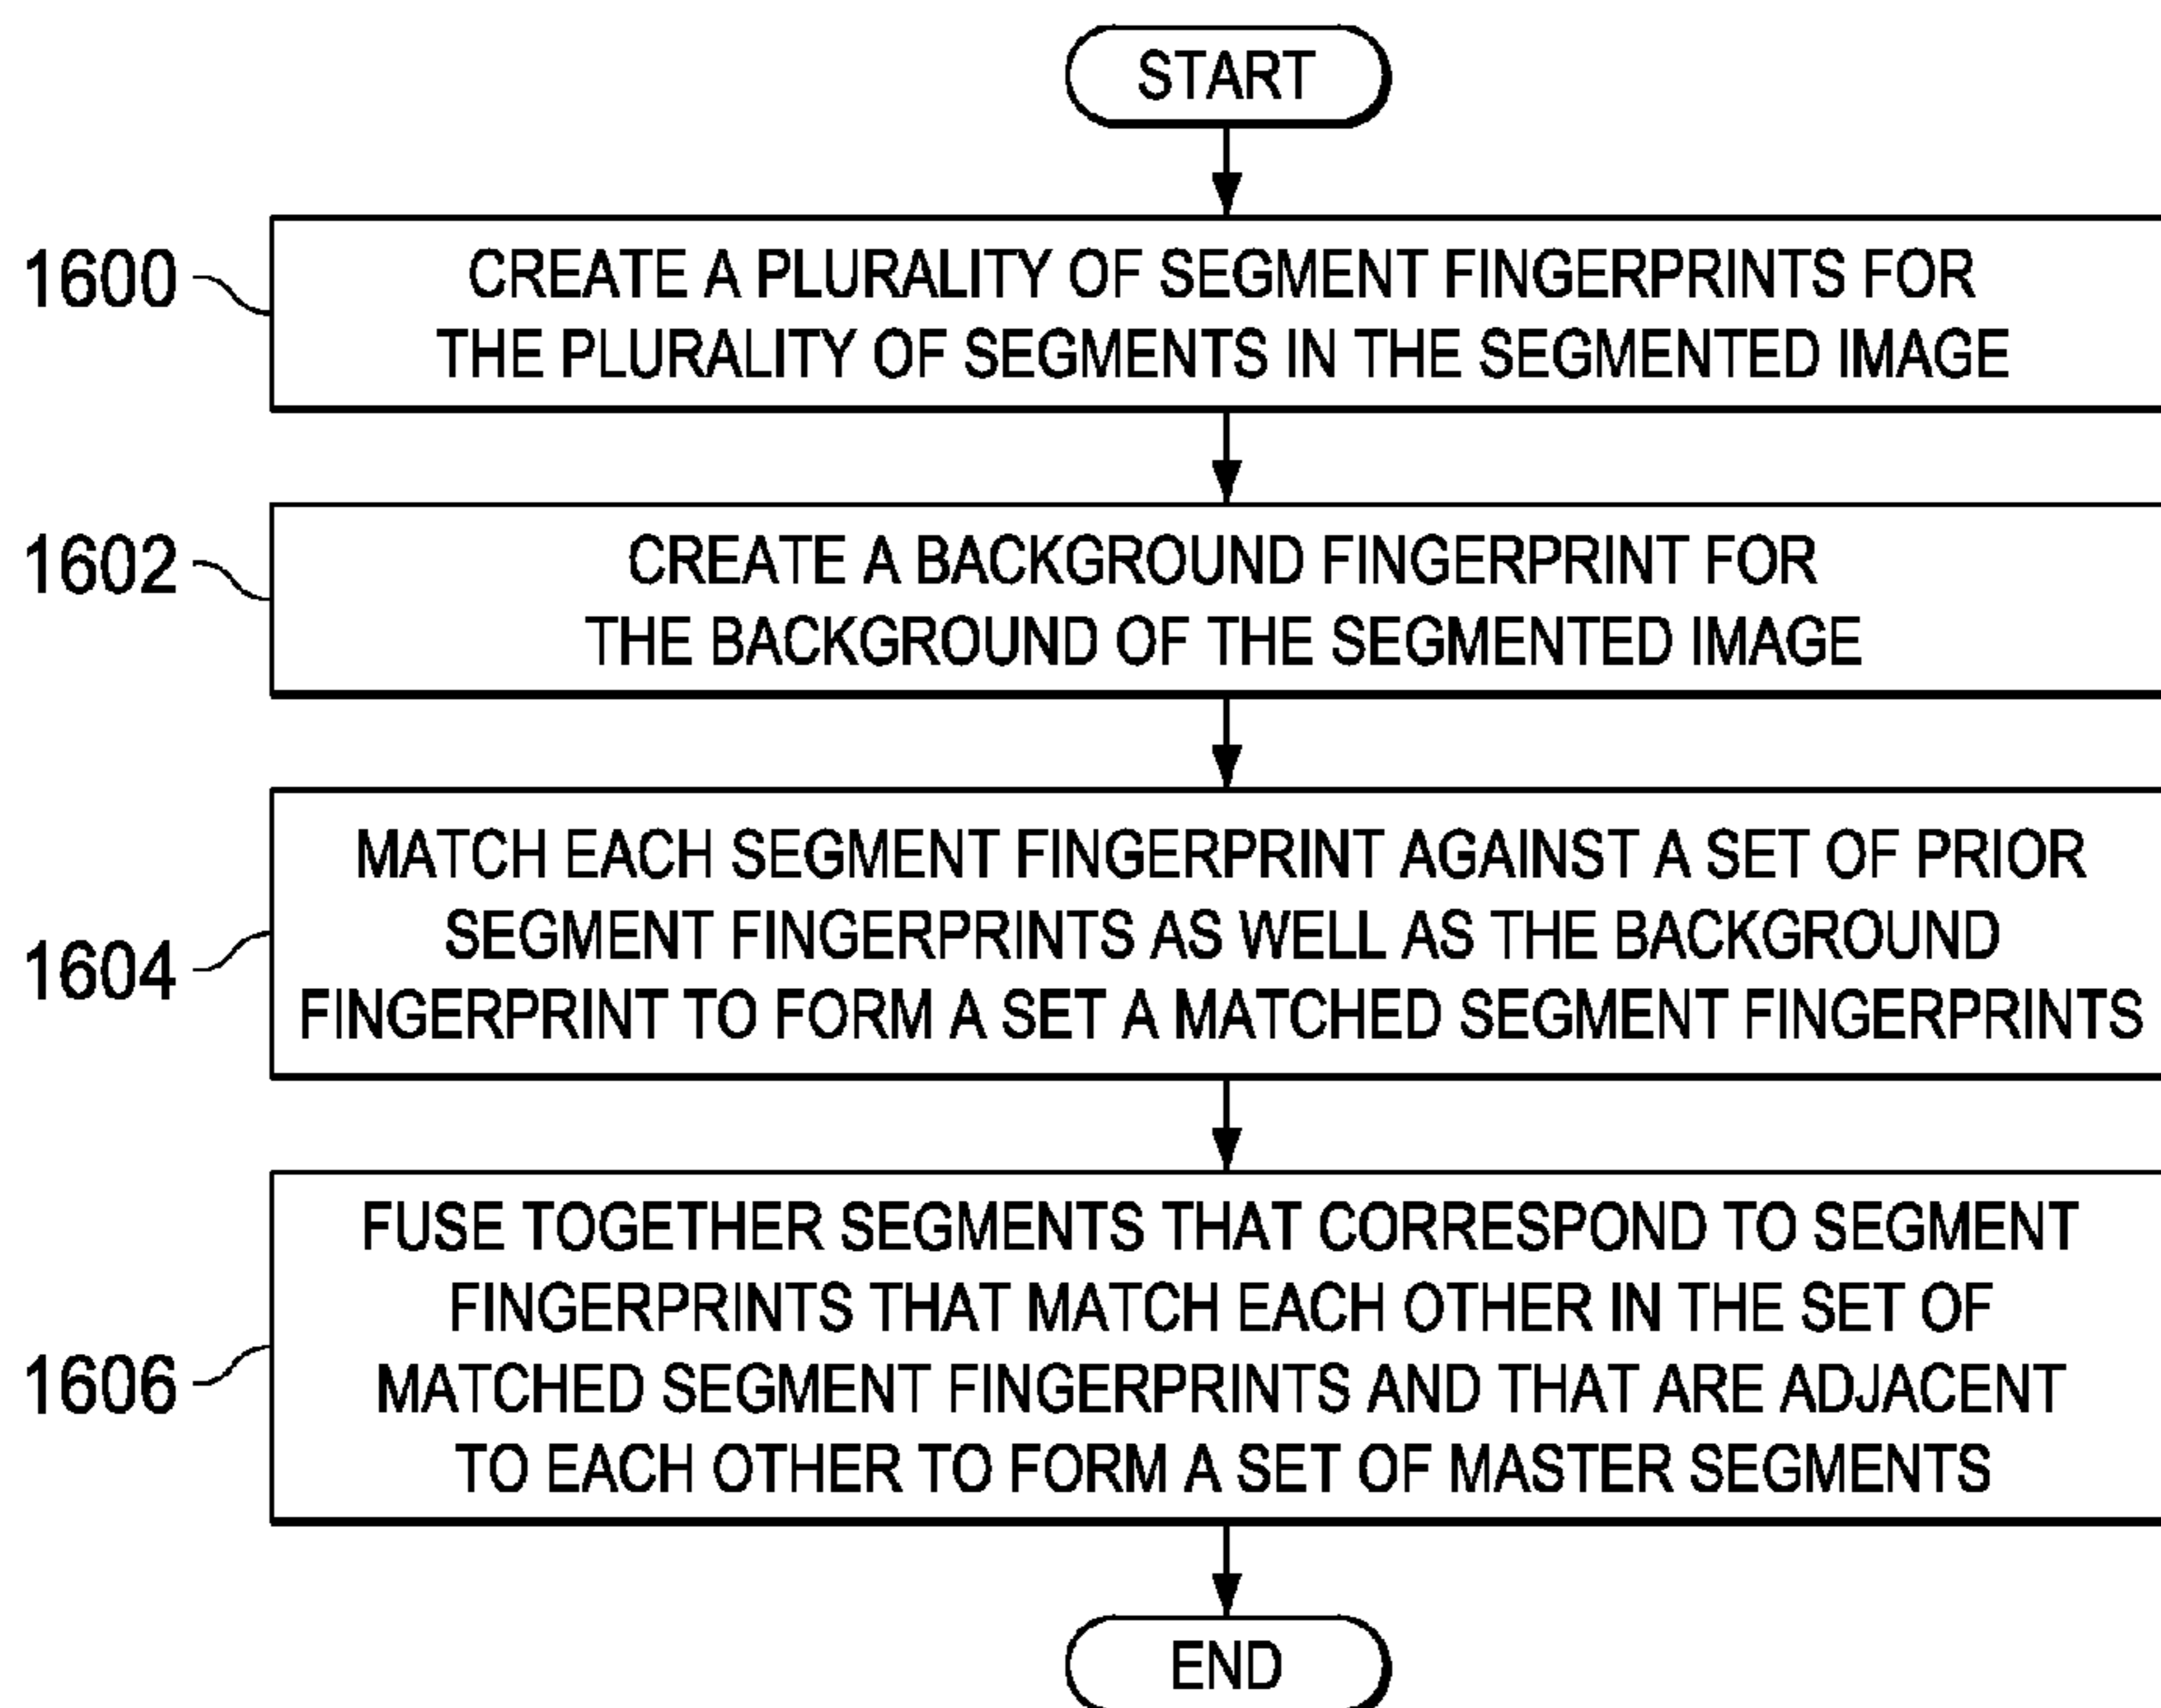 START
1600
CREATE A PLURALITY OF SEGMENT FINGERPRINTS FOR
THE PLURALITY OF SEGMENTS IN THE SEGMENTED IMAGE
1602
CREATE A BACKGROUND FINGERPRINT FOR
THE BACKGROUND OF THE SEGMENTED IMAGE
1604
MATCH EACH SEGMENT FINGERPRINT AGAINST A SET OF PRIOR
SEGMENT FINGERPRINTS AS WELL AS THE BACKGROUND
FINGERPRINT TO FORM A SET A MATCHED SEGMENT FINGERPRINTS
1606
FUSE TOGETHER SEGMENTS THAT CORRESPOND TO SEGMENT
FINGERPRINTS THAT MATCH EACH OTHER IN THE SET OF
MATCHED SEGMENT FINGERPRINTS AND THAT ARE ADJACENT
TO EACH OTHER TO FORM A SET OF MASTER SEGMENTS
END